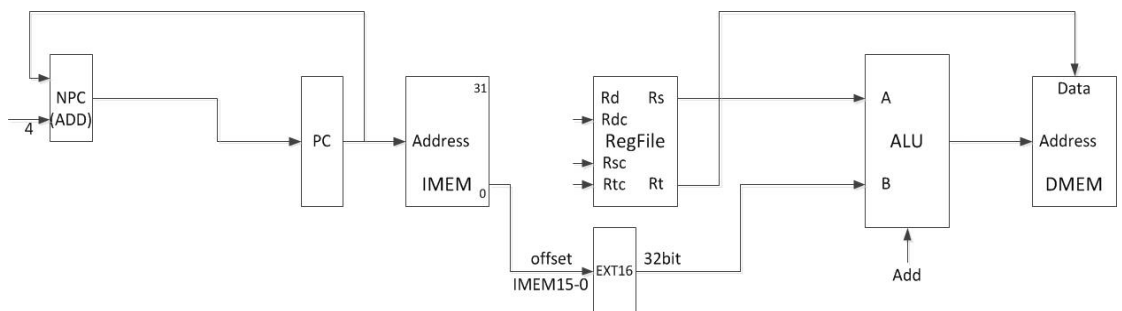 NPC
(ADD)
4
PC
31
Address
IMEM
0
Rd Rs
Rdc
RegFile
Rsc
Rtc Rt
offset
IMEM15-0
EXT16
32bit
A
ALU
B
Add
Data
Address
DMEM